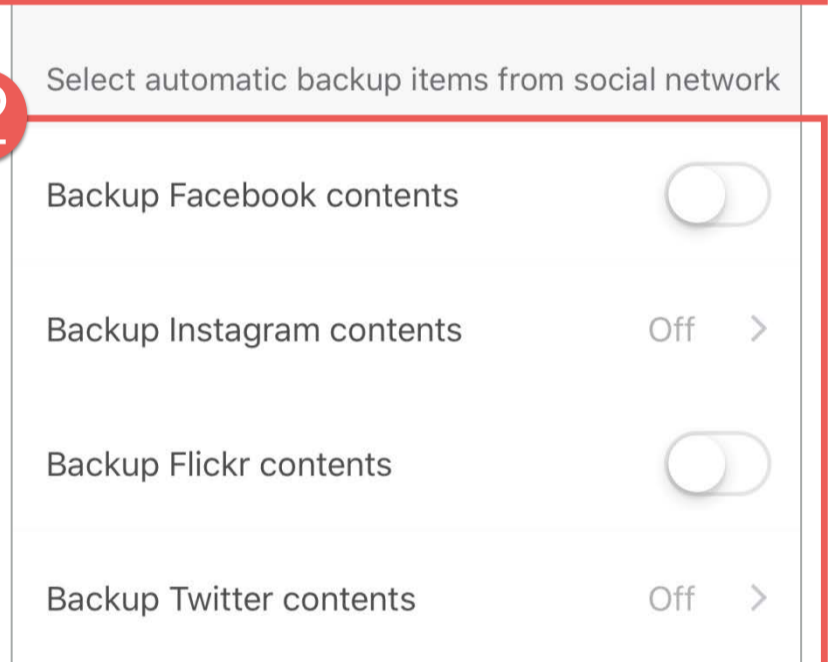 Select automatic backup items from social network
Backup Facebook contents
Backup Instagram contents Off >
Backup Flickr contents
Backup Twitter contents Off >